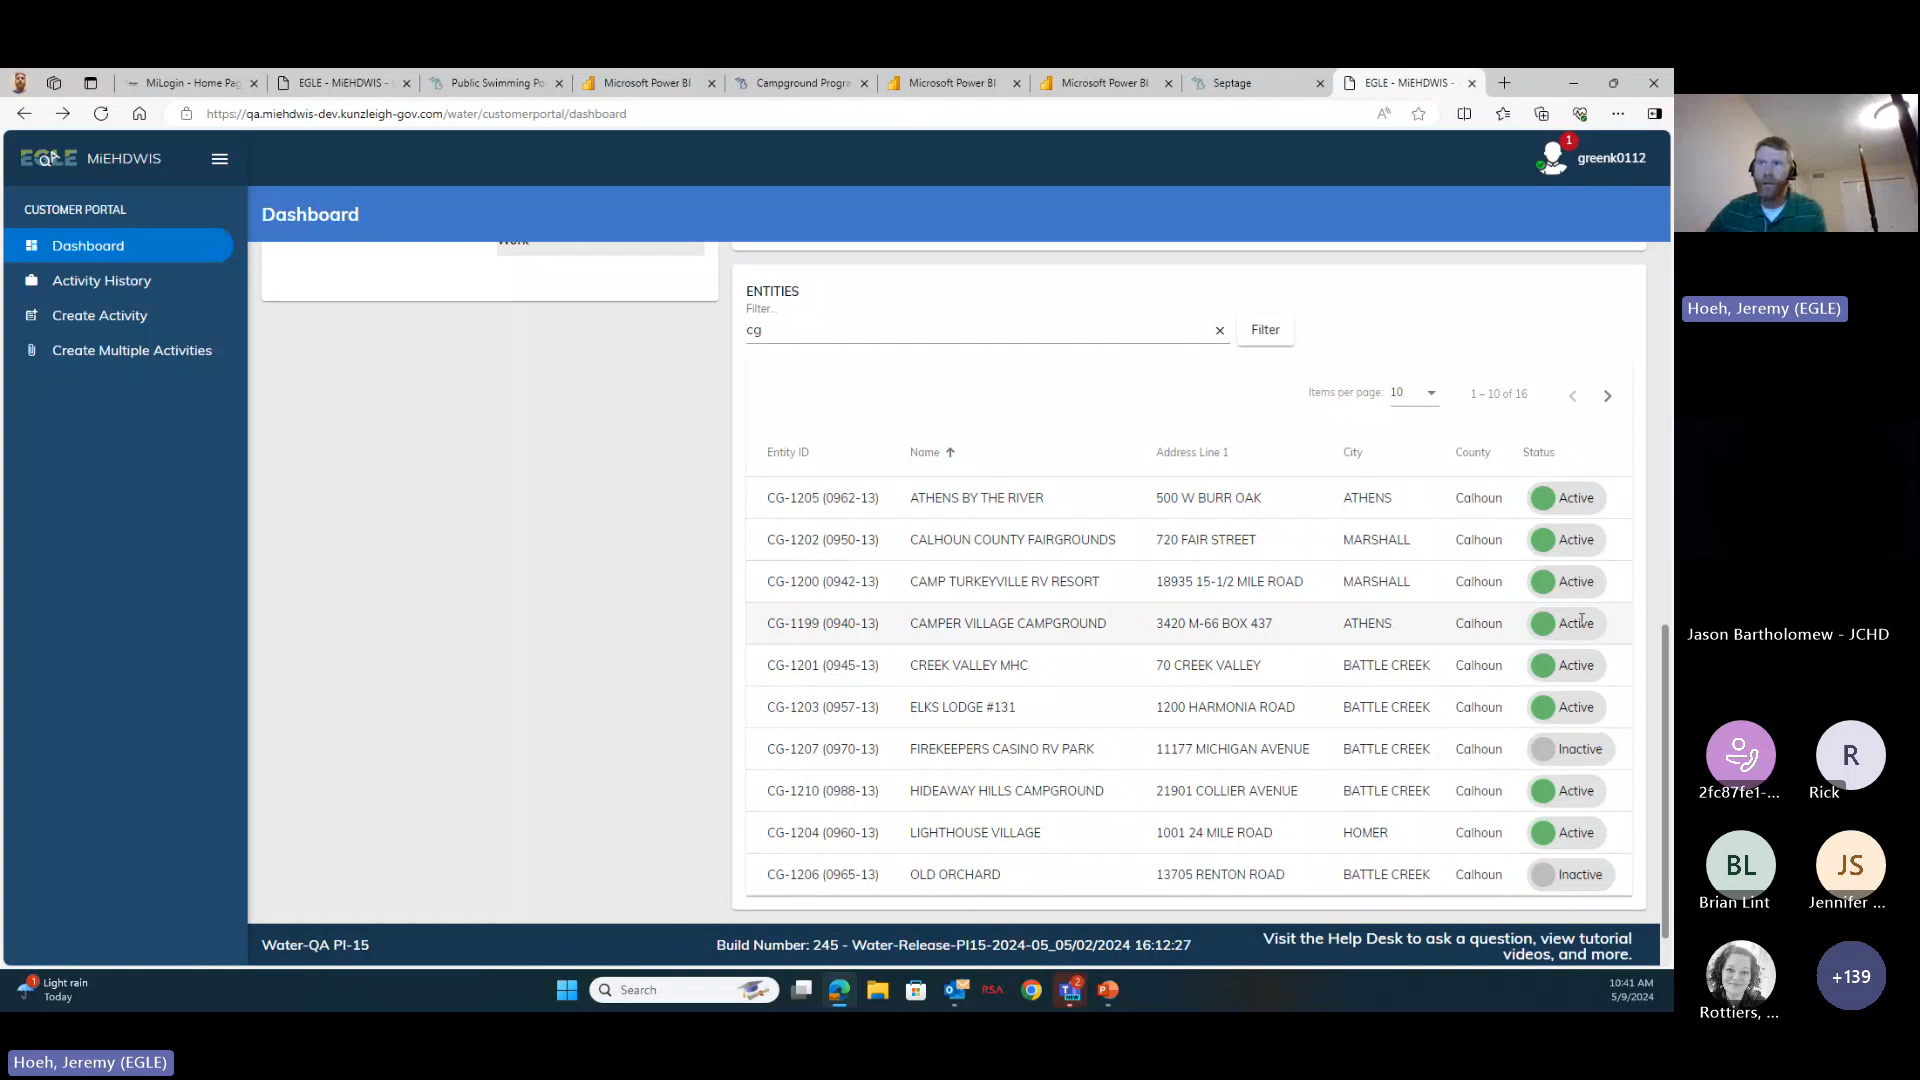 MiLogin - Home Pag
EGLE - MiEHDWIS -
Public Swimming Po
Microsoft Power BI
Campground Progra
Microsoft Power BI
Microsoft Power BI
Septage
EGLE - MiEHDWIS -
https://qa.miehdwis-dev.kunzleigh-gov.com/water/customerportal/dashboard
EGLE MiEHDWIS
1
greenk0112
CUSTOMER PORTAL
Dashboard
Activity History
Create Activity
Create Multiple Activities
Dashboard
Work
ENTITIES
Filter...
cg
Filter
Items per page: 10 1 – 10 of 16
Entity ID Name Address Line 1 City County Status
CG-1205 (0962-13) ATHENS BY THE RIVER 500 W BURR OAK ATHENS Calhoun Active
CG-1202 (0950-13) CALHOUN COUNTY FAIRGROUNDS 720 FAIR STREET MARSHALL Calhoun Active
CG-1200 (0942-13) CAMP TURKEYVILLE RV RESORT 18935 15-1/2 MILE ROAD MARSHALL Calhoun Active
CG-1199 (0940-13) CAMPER VILLAGE CAMPGROUND 3420 M-66 BOX 437 ATHENS Calhoun Active
CG-1201 (0945-13) CREEK VALLEY MHC 70 CREEK VALLEY BATTLE CREEK Calhoun Active
CG-1203 (0957-13) ELKS LODGE #131 1200 HARMONIA ROAD BATTLE CREEK Calhoun Active
CG-1207 (0970-13) FIREKEEPERS CASINO RV PARK 11177 MICHIGAN AVENUE BATTLE CREEK Calhoun Inactive
CG-1210 (0988-13) HIDEAWAY HILLS CAMPGROUND 21901 COLLIER AVENUE BATTLE CREEK Calhoun Active
CG-1204 (0960-13) LIGHTHOUSE VILLAGE 1001 24 MILE ROAD HOMER Calhoun Active
CG-1206 (0965-13) OLD ORCHARD 13705 RENTON ROAD BATTLE CREEK Calhoun Inactive
Water-QA PI-15
Build Number: 245 - Water-Release-PI15-2024-05_05/02/2024 16:12:27
Visit the Help Desk to ask a question, view tutorial
videos, and more.
1
Light rain
Today
Search
RSA
2
10:41 AM
5/9/2024
Hoeh, Jeremy (EGLE)
Jason Bartholomew - JCHD
2fc87fe1-...
R
Rick
BL
Brian Lint
JS
Jennifer ...
Rottiers, ...
+139
Hoeh, Jeremy (EGLE)